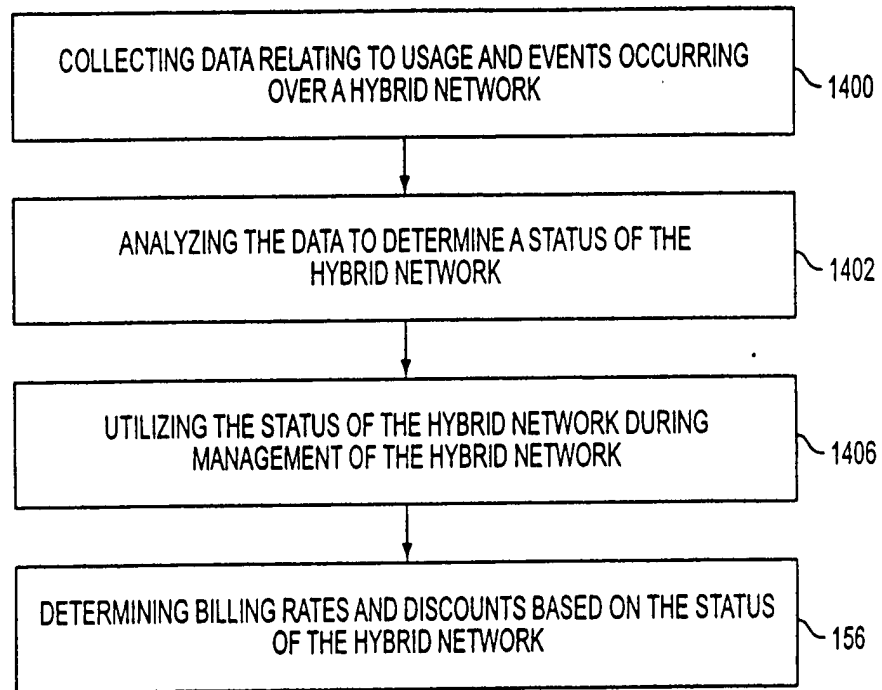 COLLECTING DATA RELATING TO USAGE AND EVENTS OCCURRING
OVER A HYBRID NETWORK
1400
ANALYZING THE DATA TO DETERMINE A STATUS OF THE
HYBRID NETWORK
1402
UTILIZING THE STATUS OF THE HYBRID NETWORK DURING
MANAGEMENT OF THE HYBRID NETWORK
1406
DETERMINING BILLING RATES AND DISCOUNTS BASED ON THE STATUS
OF THE HYBRID NETWORK
156